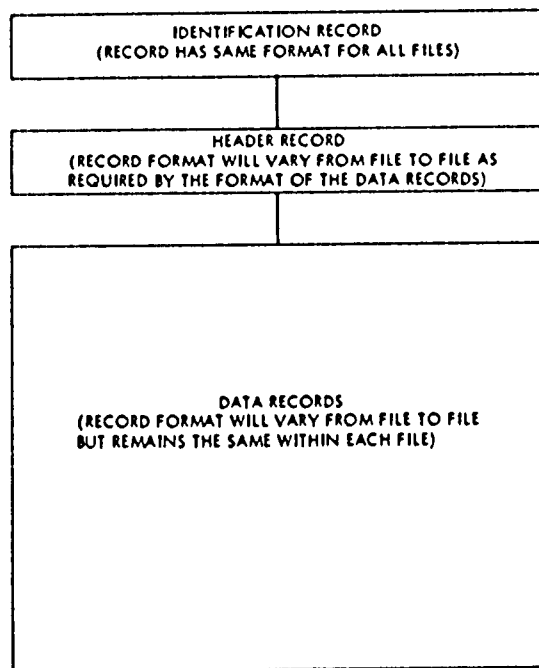 IDENTIFICATION RECORD
(RECORD HAS SAME FORMAT FOR ALL FILES)
HEADER RECORD
(RECORD FORMAT WILL VARY FROM FILE TO FILE AS
REQUIRED BY THE FORMAT OF THE DATA RECORDS)
DATA RECORDS
(RECORD FORMAT WILL VARY FROM FILE TO FILE
BUT REMAINS THE SAME WITHIN EACH FILE)